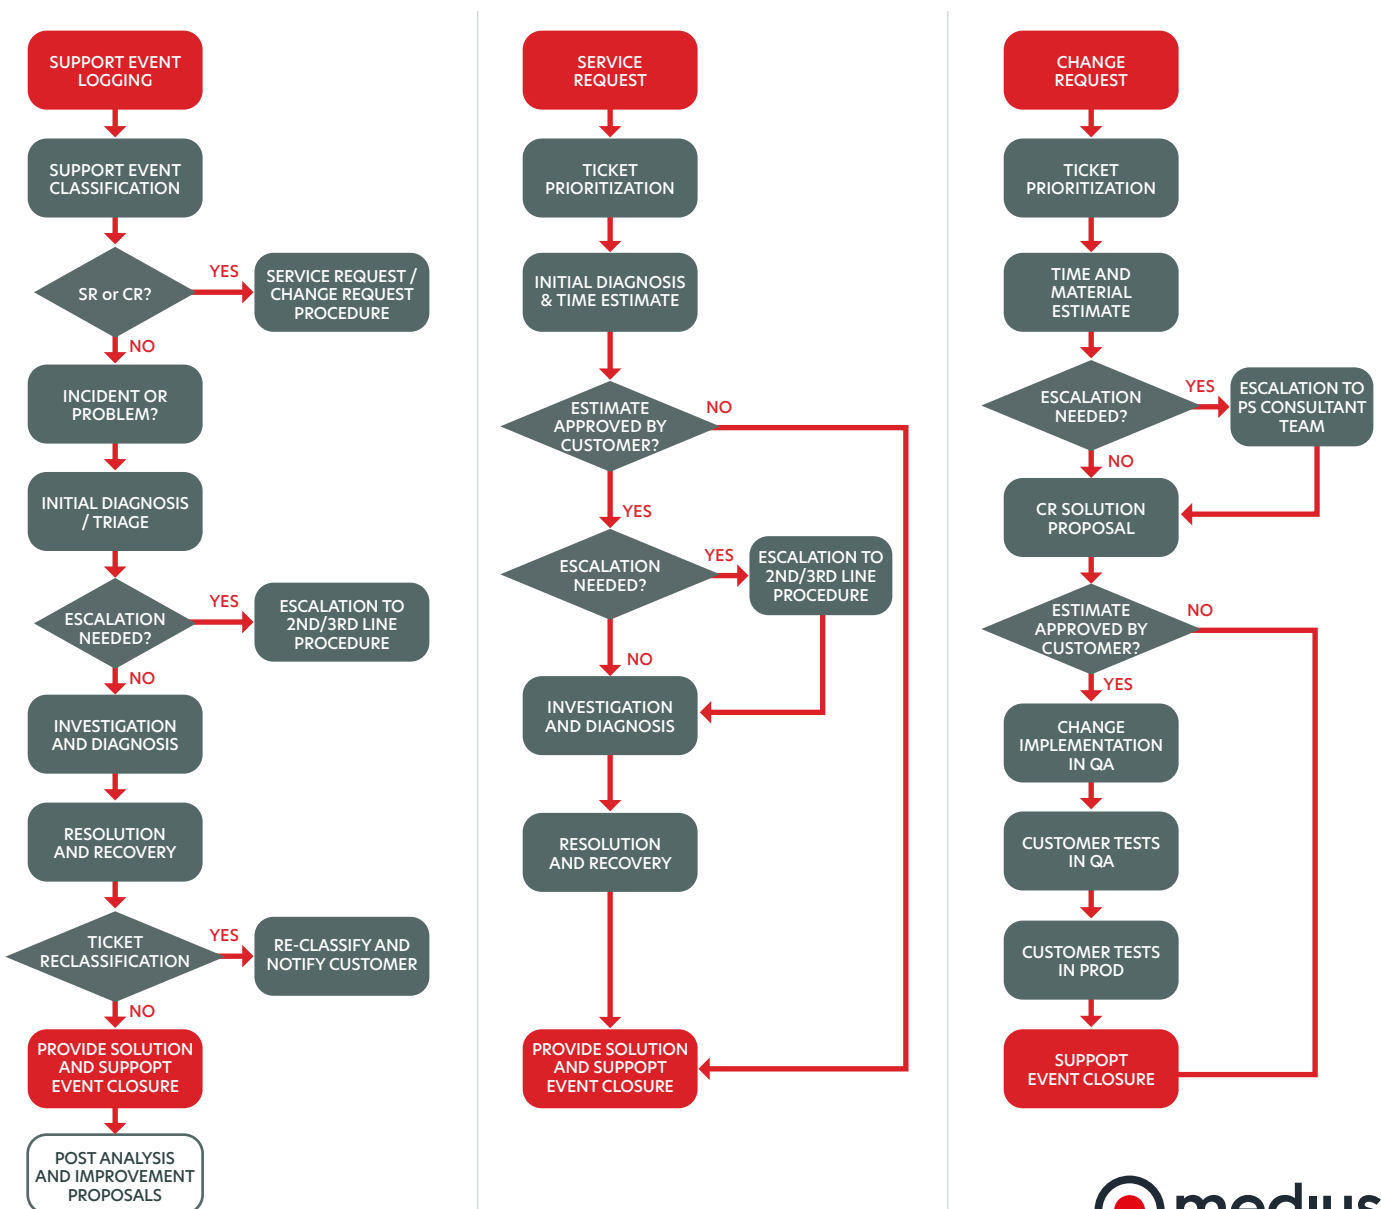 SUPPORT EVENT
LOGGING
SUPPORT EVENT
CLASSIFICATION
SR or CR?
YES
SERVICE REQUEST /
CHANGE REQUEST
PROCEDURE
NO
INCIDENT OR
PROBLEM?
INITIAL DIAGNOSIS
/ TRIAGE
ESCALATION
NEEDED?
YES
ESCALATION TO
2ND/3RD LINE
PROCEDURE
NO
INVESTIGATION
AND DIAGNOSIS
RESOLUTION
AND RECOVERY
TICKET
RECLASSIFICATION
YES
RE-CLASSIFY AND
NOTIFY CUSTOMER
NO
PROVIDE SOLUTION
AND SUPPOPT
EVENT CLOSURE
POST ANALYSIS
AND IMPROVEMENT
PROPOSALS
SERVICE
REQUEST
TICKET
PRIORITIZATION
INITIAL DIAGNOSIS
& TIME ESTIMATE
ESTIMATE
APPROVED BY
CUSTOMER?
NO
YES
ESCALATION
NEEDED?
YES
ESCALATION TO
2ND/3RD LINE
PROCEDURE
NO
INVESTIGATION
AND DIAGNOSIS
RESOLUTION
AND RECOVERY
PROVIDE SOLUTION
AND SUPPOPT
EVENT CLOSURE
CHANGE
REQUEST
TICKET
PRIORITIZATION
TIME AND
MATERIAL
ESTIMATE
ESCALATION
NEEDED?
YES
ESCALATION TO
PS CONSULTANT
TEAM
NO
CR SOLUTION
PROPOSAL
ESTIMATE
APPROVED BY
CUSTOMER?
NO
YES
CHANGE
IMPLEMENTATION
IN QA
CUSTOMER TESTS
IN QA
CUSTOMER TESTS
IN PROD
SUPPOPT
EVENT CLOSURE
medius